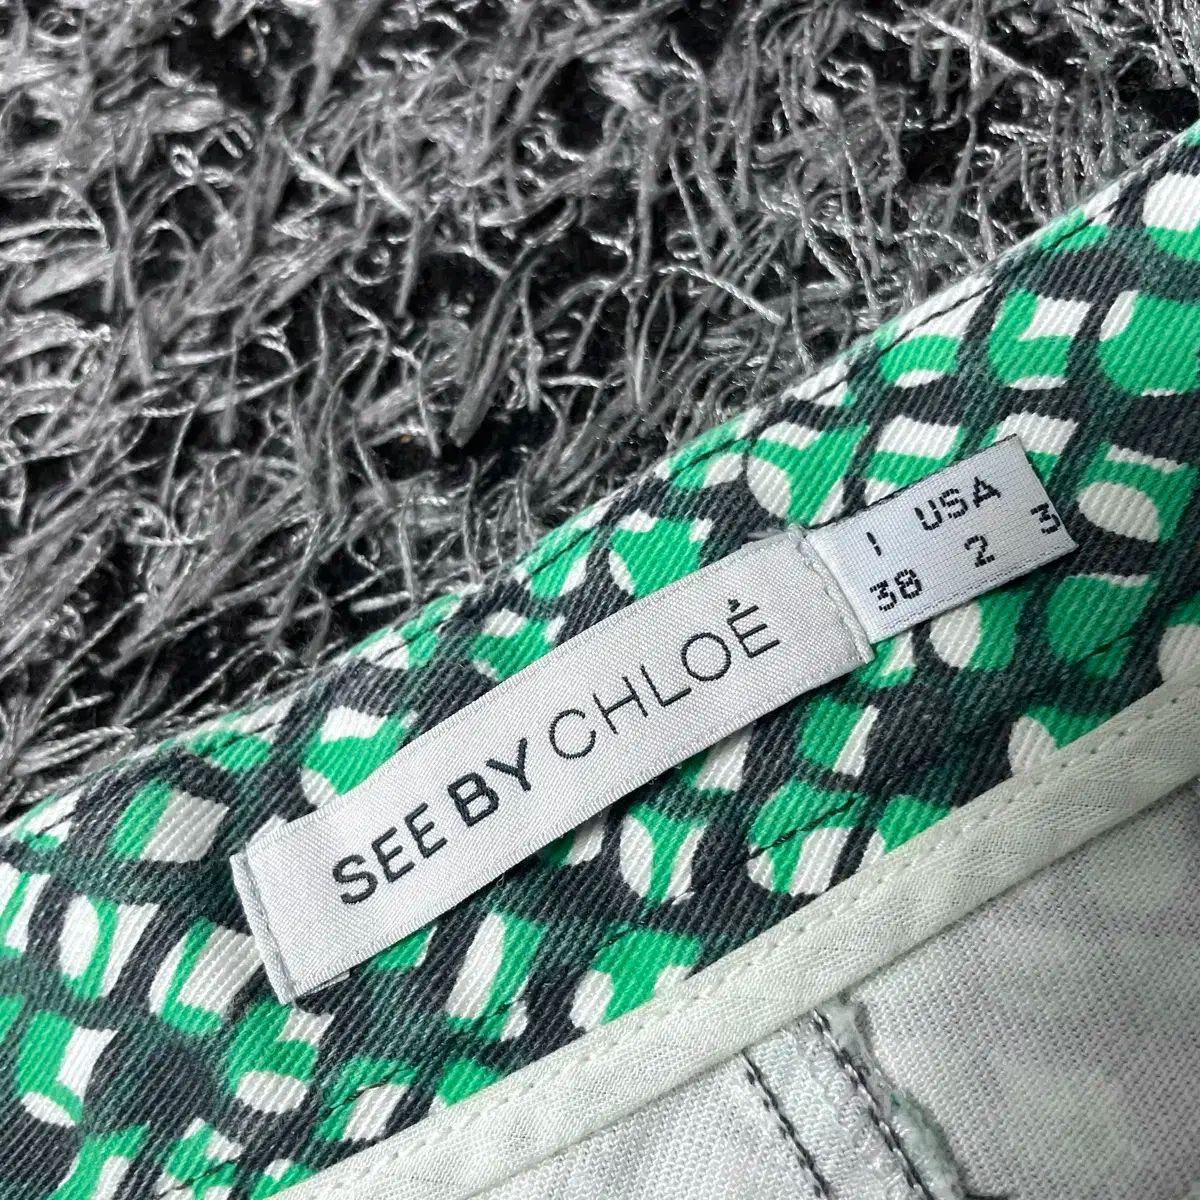 SEE BY CHLOÉ
I USA
38 2 3